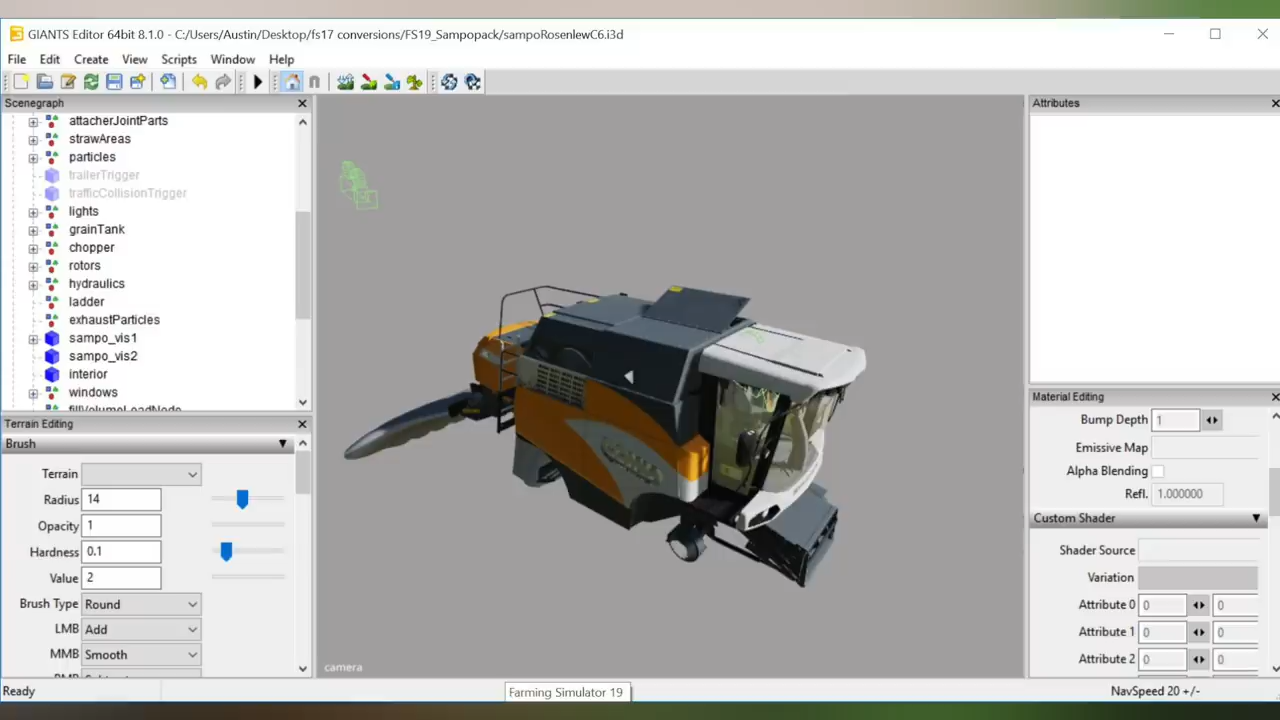 GIANTS Editor 64bit 8.1.0 - C:/Users/Austin/Desktop/fs17 conversions/FS19_Sampopack/sampoRosenlewC6.i3d
File Edit Create View Scripts Window Help
Scenegraph
attacherJointParts
strawAreas
particles
trailerTrigger
trafficCollisionTrigger
lights
grainTank
chopper
rotors
hydraulics
ladder
exhaustParticles
sampo_vis1
sampo_vis2
interior
windows
fillVolumeLoadNode
Terrain Editing
Brush
Terrain
Radius 14
Opacity 1
Hardness 0.1
Value 2
Brush Type Round
LMB Add
MMB Smooth
camera
Attributes
Material Editing
Bump Depth 1
Emissive Map
Alpha Blending
Refl. 1.000000
Custom Shader
Shader Source
Variation
Attribute 0 0 0
Attribute 1 0 0
Attribute 2 0 0
Ready
Farming Simulator 19
NavSpeed 20 +/-